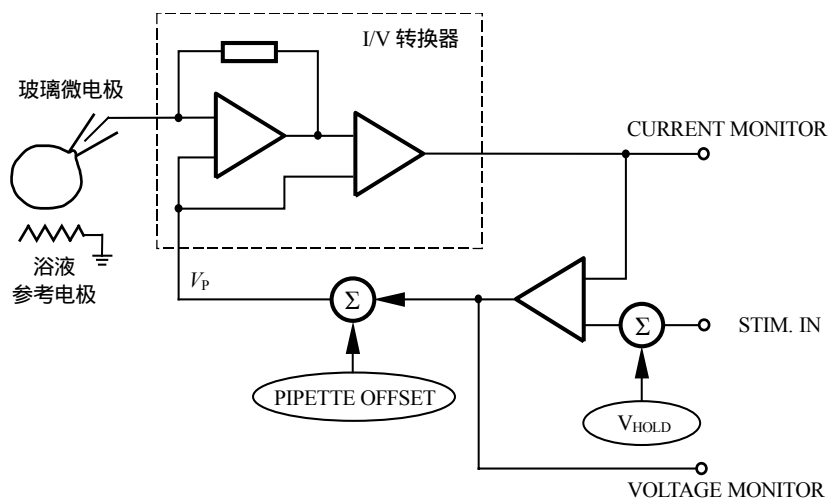 I/V 转换器
玻璃微电极
CURRENT MONITOR
浴液
参考电极
VP
Σ
Σ
STIM. IN
PIPETTE OFFSET
VHOLD
VOLTAGE MONITOR